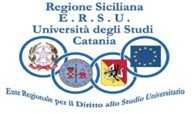 Regione Siciliana
E . R . S . U .
Università degli Studi
Catania
Ente Regionale per il Diritto allo Studio Universitario